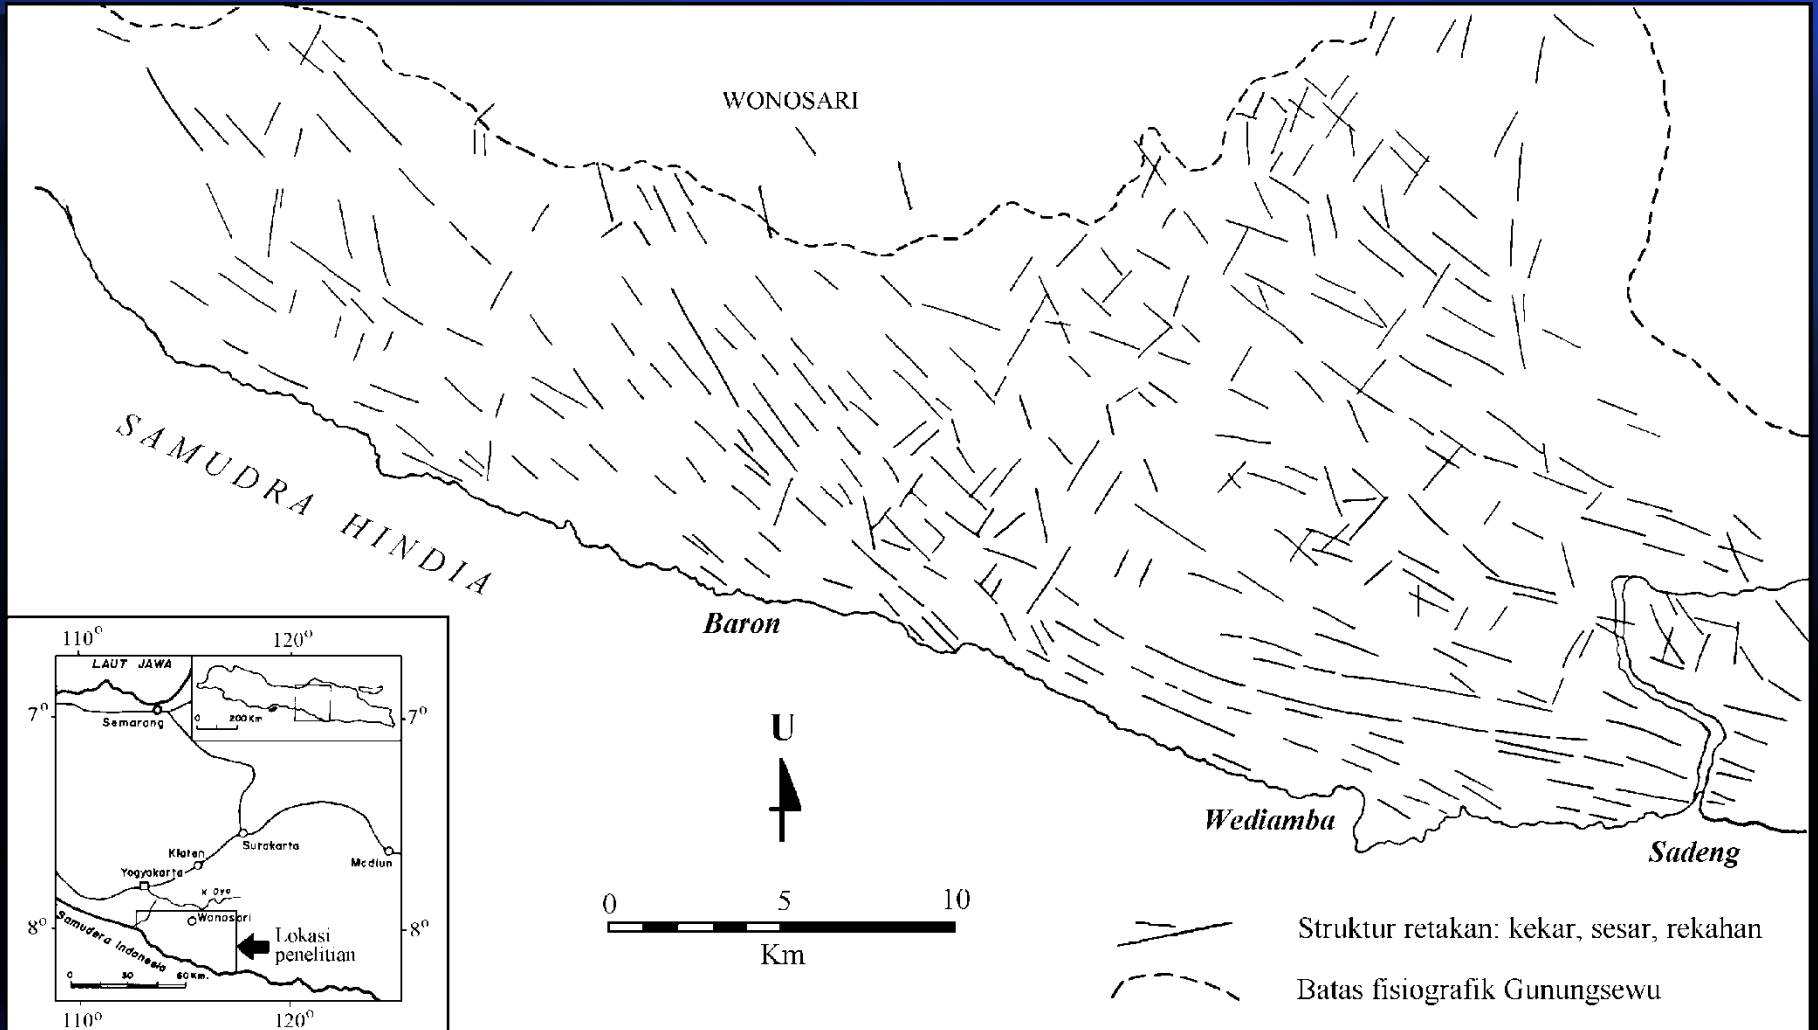 WONOSARI
SAMUDRA HINDIA
Baron
Wediamba
Sadeng
U
0 5 10
Km
Struktur retakan: kekar, sesar, rekahan
Batas fisiografik Gunungsewu
110° 120°
LAUT JAWA
Semarang
0 200 Km
7° 7°
Surakarta
Klaten
Madiun
Yogyakarta
K Oyo
Wonosari
8° 8°
Samudera Indonesia
Lokasi
penelitian
0 30 60 Km.
110° 120°